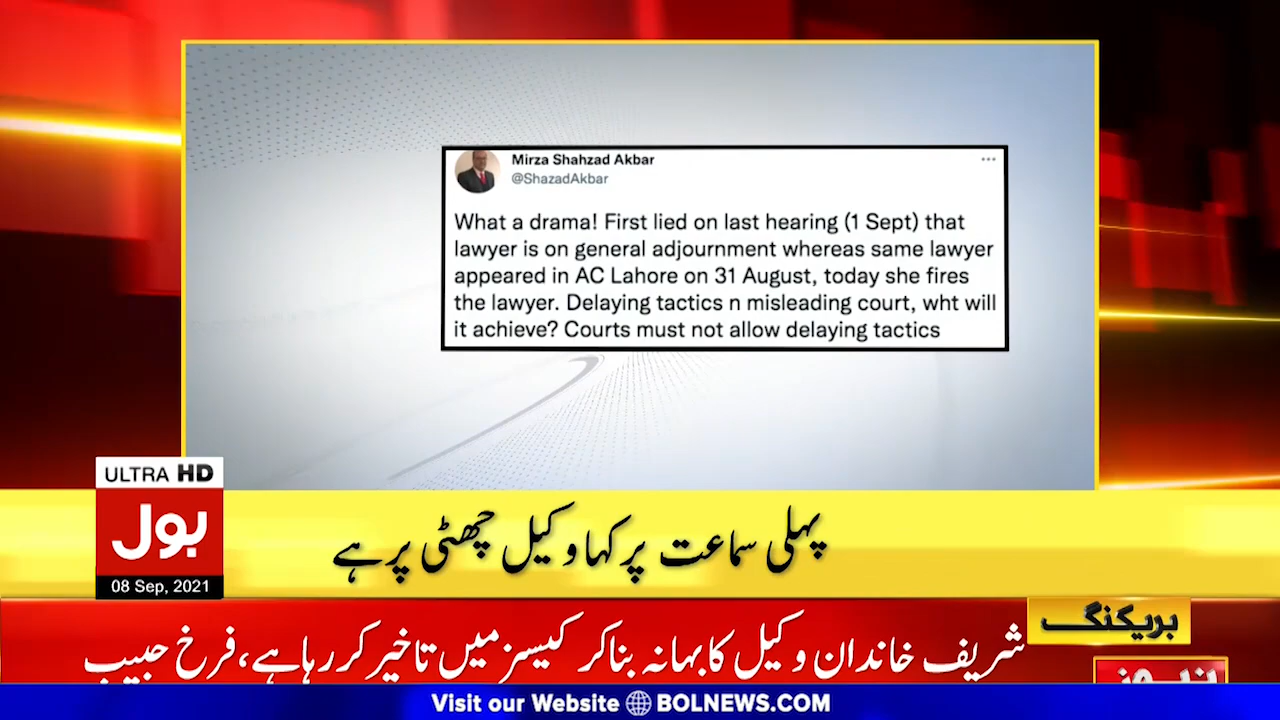 Mirza Shahzad Akbar
@ShazadAkbar
What a drama! First lied on last hearing (1 Sept) that
lawyer is on general adjournment whereas same lawyer
appeared in AC Lahore on 31 August, today she fires
the lawyer. Delaying tactics n misleading court, wht will
it achieve? Courts must not allow delaying tactics
ULTRA HD
بول
08 Sep, 2021
پہلی سماعت پر کہا وکیل چھٹی پر ہے
بریکنگ
شریف خاندان وکیل کا بہانہ بنا کر کیسز میں تاخیر کر رہا ہے، فرخ حبیب
Visit our Website BOLNEWS.COM